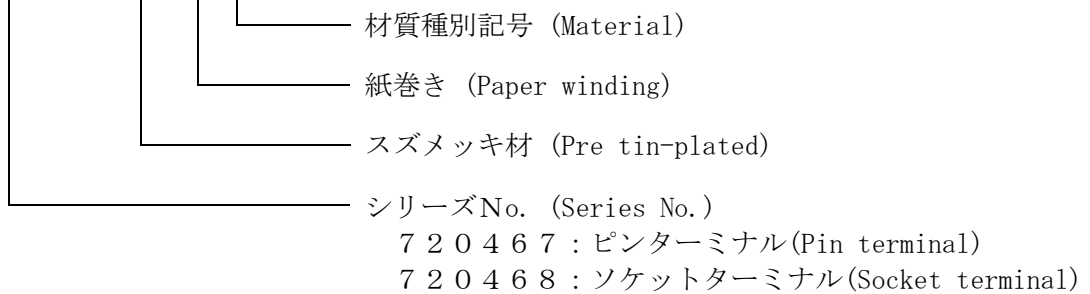 材質種別記号 (Material)
紙巻き (Paper winding)
スズメッキ材 (Pre tin-plated)
シリーズNo. (Series No.)
720467:ピンターミナル(Pin terminal)
720468:ソケットターミナル(Socket terminal)